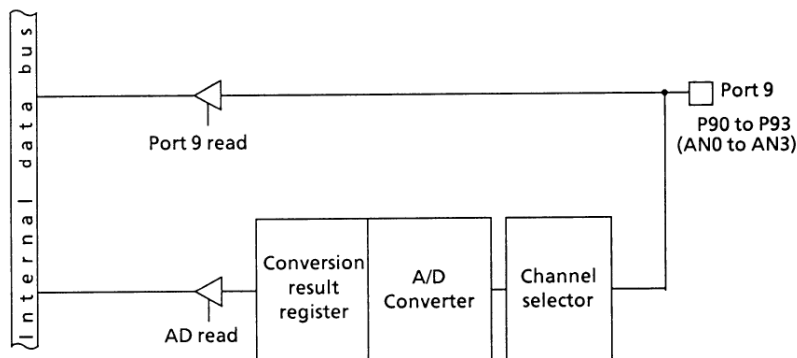 Internal data bus
Port 9
P90 to P93
(AN0 to AN3)
Port 9 read
Conversion
result
register
A/D
Converter
Channel
selector
AD read